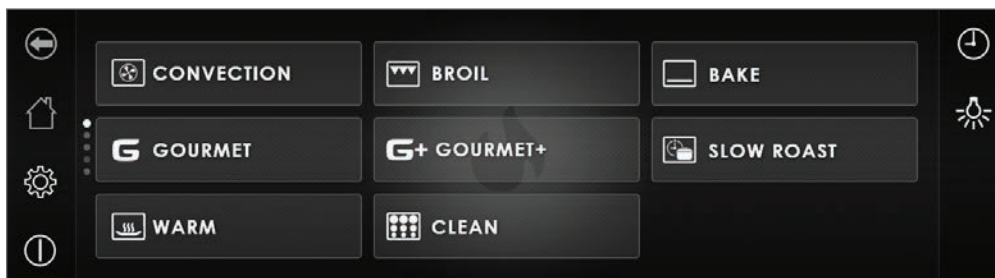 CONVECTION BROIL BAKE
G GOURMET G+ GOURMET+ SLOW ROAST
WARM CLEAN